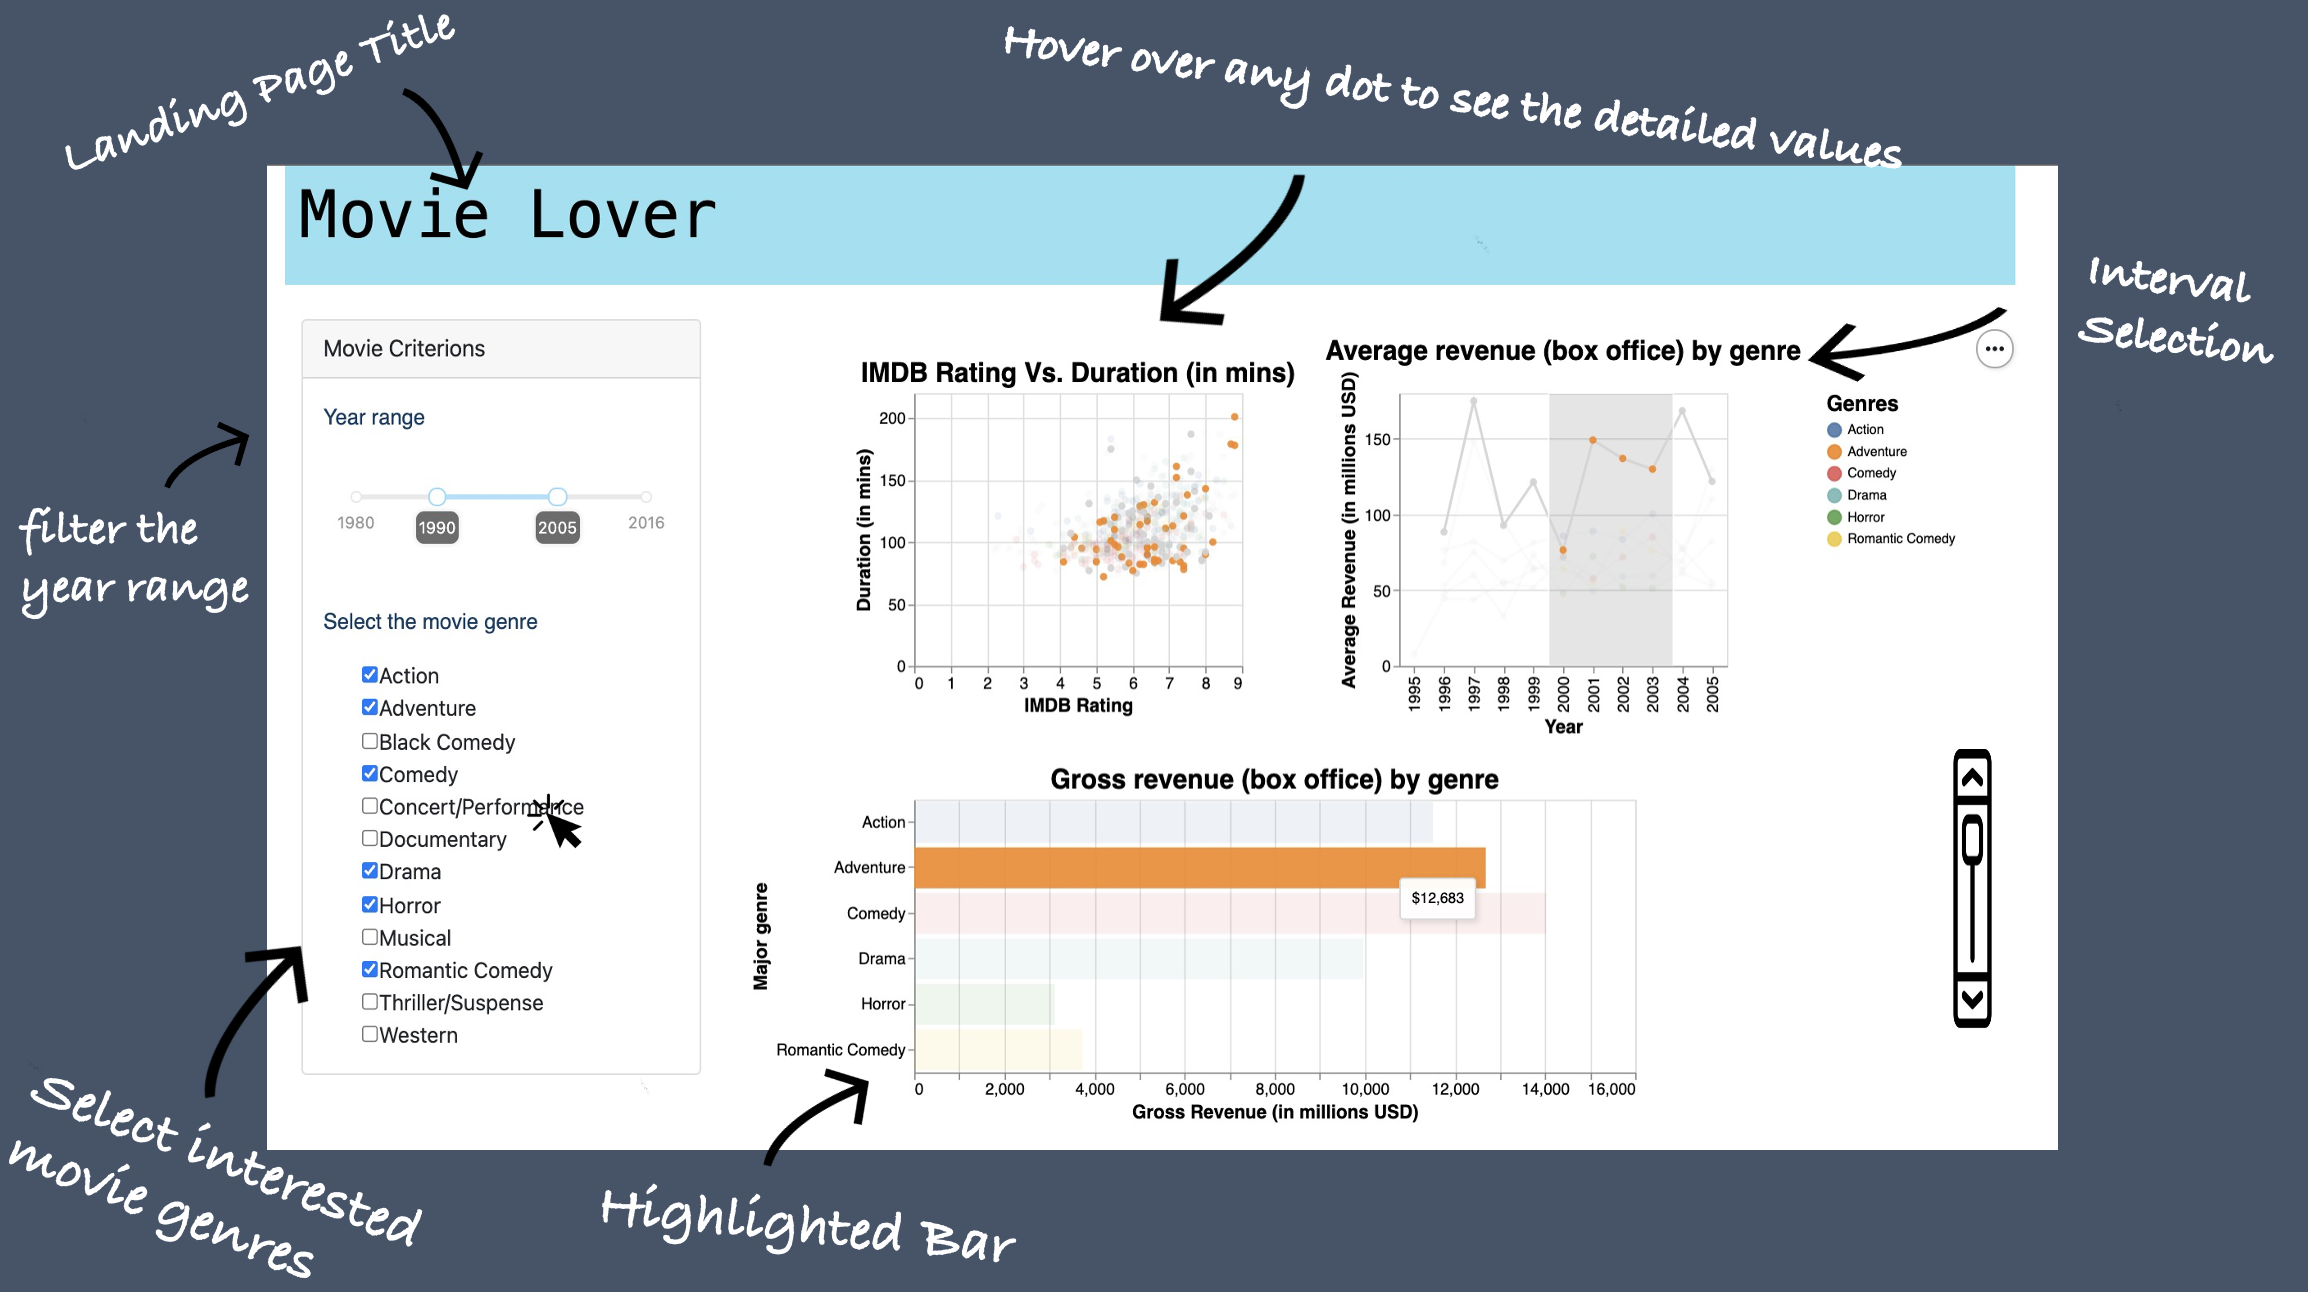 Landing Page Title
Hover over any dot to see the detailed values
Movie Lover
Interval
Selection
filter the
year range
Movie Criterions
Year range
1980
1990
2005
2016
Select the movie genre
Action
Adventure
Black Comedy
Comedy
Concert/Performance
Documentary
Drama
Horror
Musical
Romantic Comedy
Thriller/Suspense
Western
Select interested
movie genres
IMDB Rating Vs. Duration (in mins)
Duration (in mins)
200
150
100
50
0
0 1 2 3 4 5 6 7 8 9
IMDB Rating
Average revenue (box office) by genre
Average Revenue (in millions USD)
150
100
50
0
1995 1996 1997 1998 1999 2000 2001 2002 2003 2004 2005
Year
Genres
Action
Adventure
Comedy
Drama
Horror
Romantic Comedy
Gross revenue (box office) by genre
Major genre
Action
Adventure
$12,683
Comedy
Drama
Horror
Romantic Comedy
0 2,000 4,000 6,000 8,000 10,000 12,000 14,000 16,000
Gross Revenue (in millions USD)
Highlighted Bar